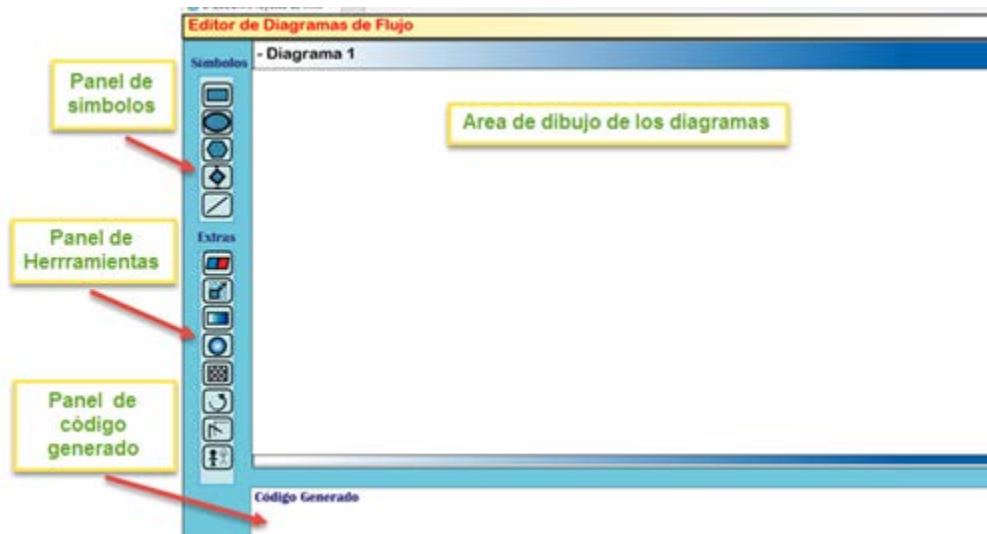 Editor de Diagramas de Flujo
Símbolos
- Diagrama 1
Panel de
simbolos
Area de dibujo de los diagramas
Extras
Panel de
Herrramientas
Panel de
código
generado
Código Generado